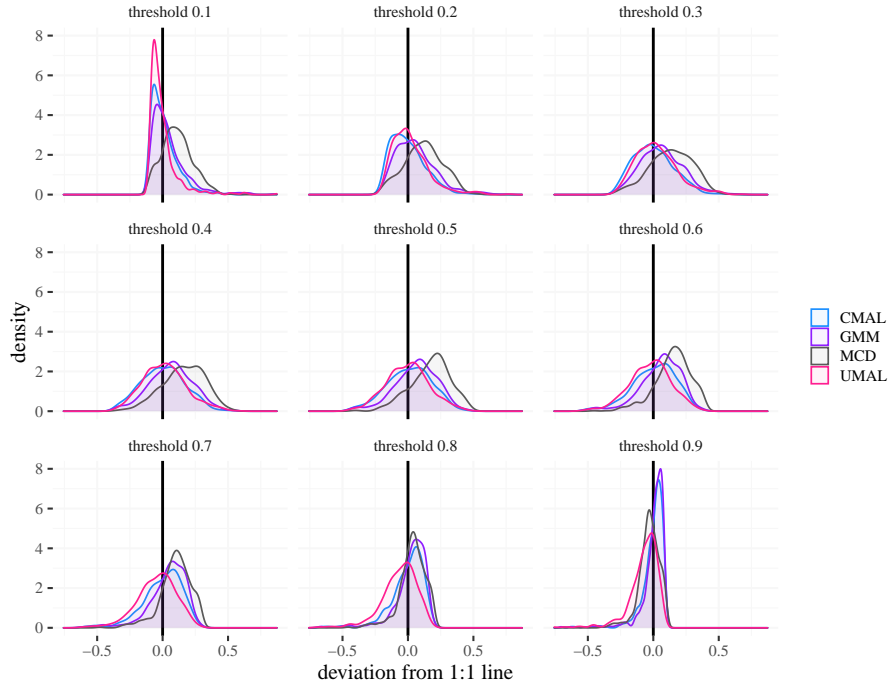 threshold 0.1 threshold 0.2 threshold 0.3
8
6
4
2
0
threshold 0.4 threshold 0.5 threshold 0.6
8
6
4
2
0
threshold 0.7 threshold 0.8 threshold 0.9
8
6
4
2
0
−0.5 0.0 0.5 −0.5 0.0 0.5 −0.5 0.0 0.5
deviation from 1:1 line
density
CMAL
GMM
MCD
UMAL